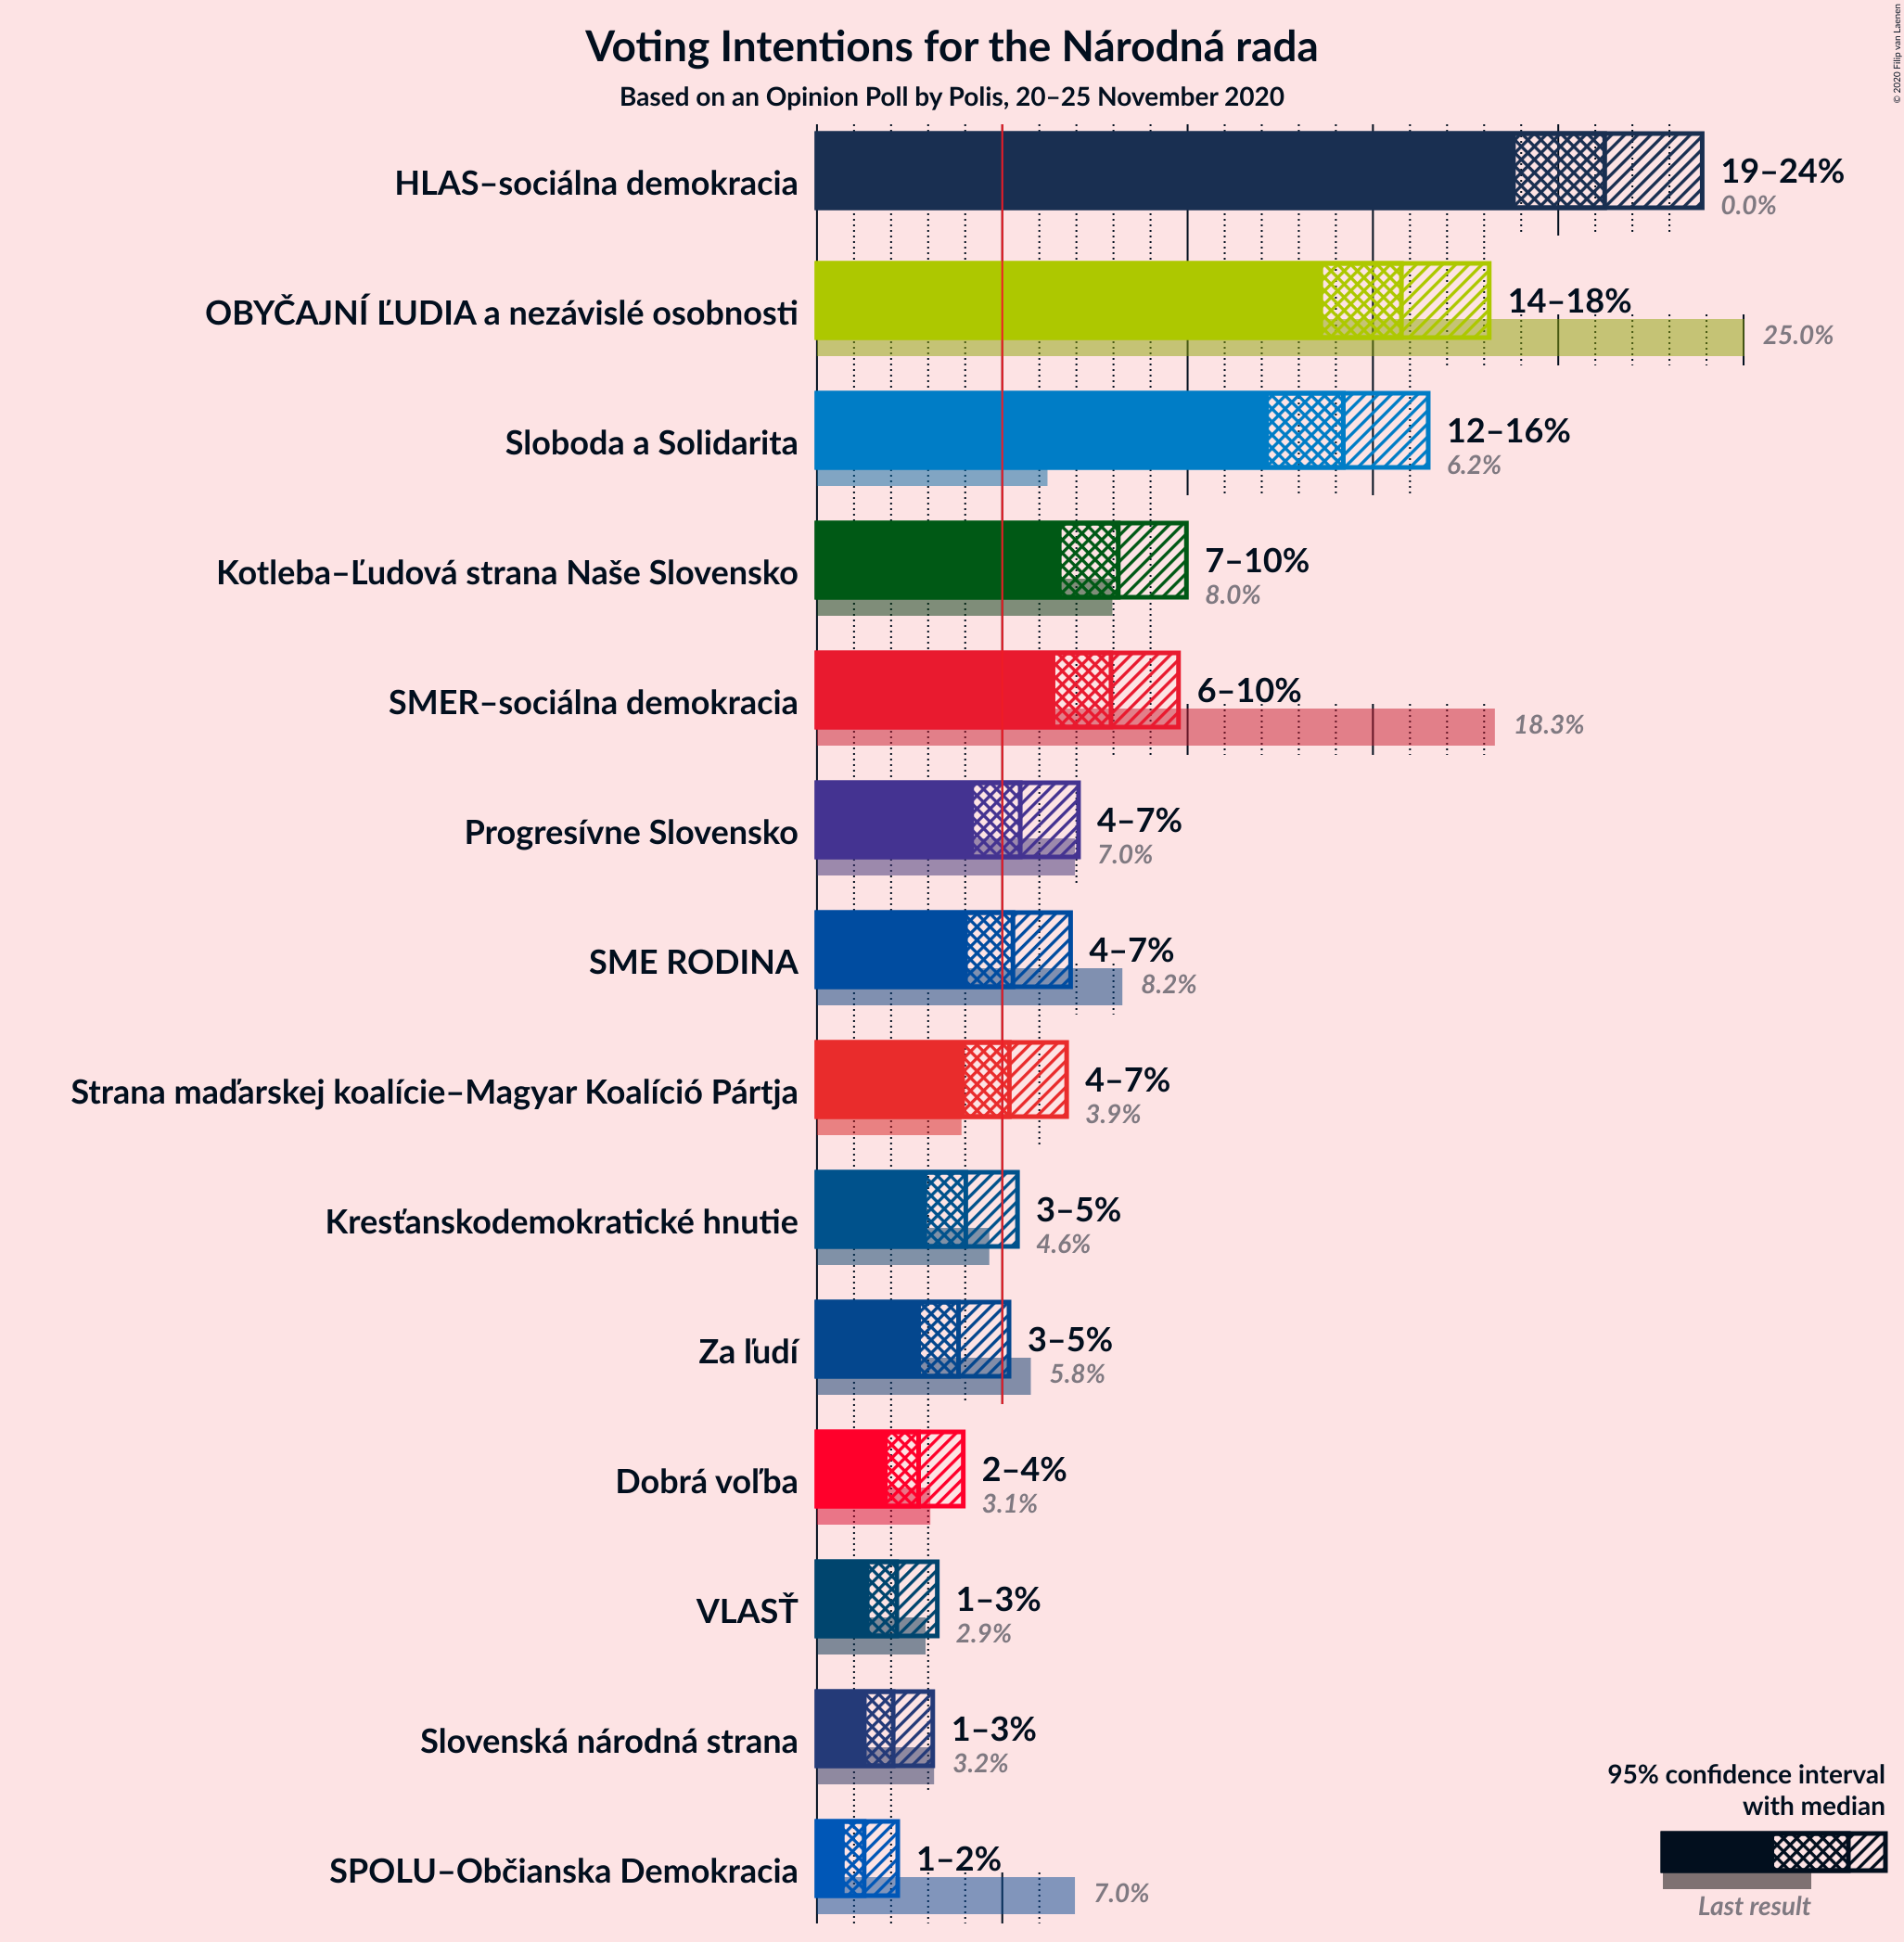 Voting Intentions for the Národná rada
Based on an Opinion Poll by Polis, 20–25 November 2020
© 2020 Filip van Laenen
HLAS–sociálna demokracia
19–24%
0.0%
OBYČAJNÍ ĽUDIA a nezávislé osobnosti
14–18%
25.0%
Sloboda a Solidarita
12–16%
6.2%
Kotleba–Ľudová strana Naše Slovensko
7–10%
8.0%
SMER–sociálna demokracia
6–10%
18.3%
Progresívne Slovensko
4–7%
7.0%
SME RODINA
4–7%
8.2%
Strana maďarskej koalície–Magyar Koalíció Pártja
4–7%
3.9%
Kresťanskodemokratické hnutie
3–5%
4.6%
Za ľudí
3–5%
5.8%
Dobrá voľba
2–4%
3.1%
VLASŤ
1–3%
2.9%
Slovenská národná strana
1–3%
3.2%
SPOLU–Občianska Demokracia
1–2%
7.0%
95% confidence interval
with median
Last result